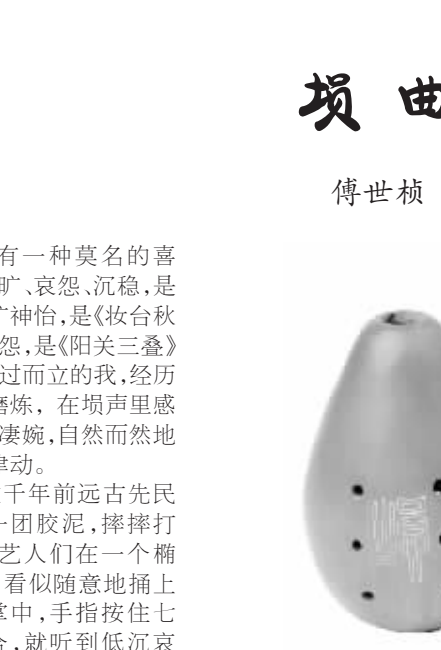 埙 曲
傅世桢
有一种莫名的喜
旷、哀怨、沉稳,是
旷神怡,是《妆台秋
怨,是《阳关三叠》
过而立的我,经历
磨炼,在埙声里感
凄婉,自然而然地
律动。
千年前远古先民
一团胶泥,摔摔打
艺人们在一个椭
看似随意地捅上
掌中,手指按住七
,就听到低沉哀